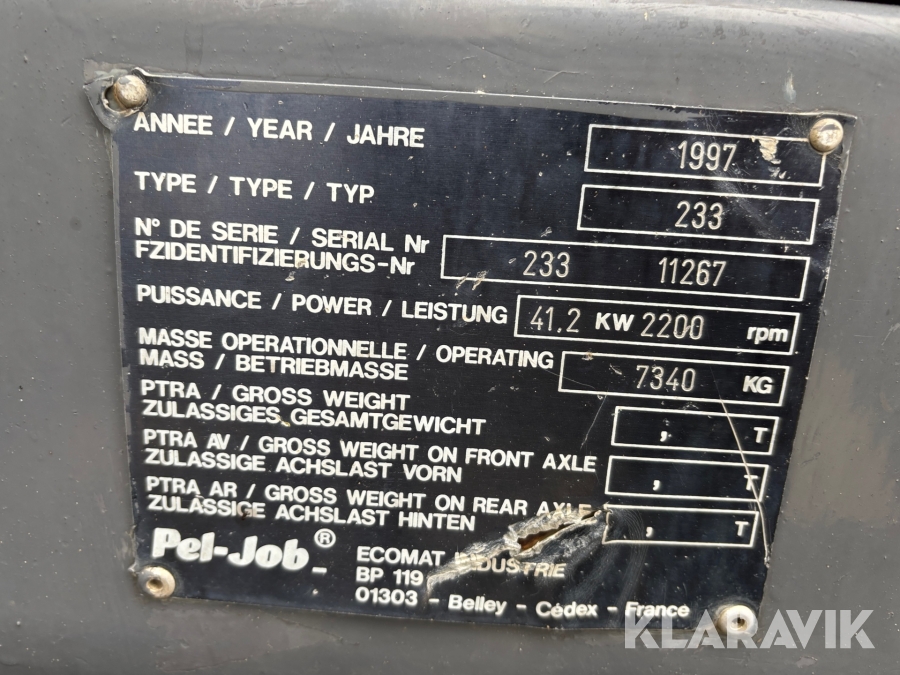 KLARAVIK
ANNEE / YEAR / JAHRE 1997
TYPE / TYPE / TYP 233
N° DE SERIE / SERIAL Nr
FZIDENTIFIZIERUNGS-Nr 233 11267
PUISSANCE / POWER / LEISTUNG 41.2 KW 2200 rpm
MASSE OPERATIONNELLE / OPERATING
MASS / BETRIEBMASSE 7340 KG
PTRA / GROSS WEIGHT
ZULASSIGES GESAMTGEWICHT , T
PTRA AV / GROSS WEIGHT ON FRONT AXLE
ZULASSIGE ACHSLAST VORN , T
PTRA AR / GROSS WEIGHT ON REAR AXLE
ZULASSIGE ACHSLAST HINTEN , T
Pel-Job® ECOMAT INDUSTRIE
BP 119
01303 - Belley - Cédex - France
KLARAVIK